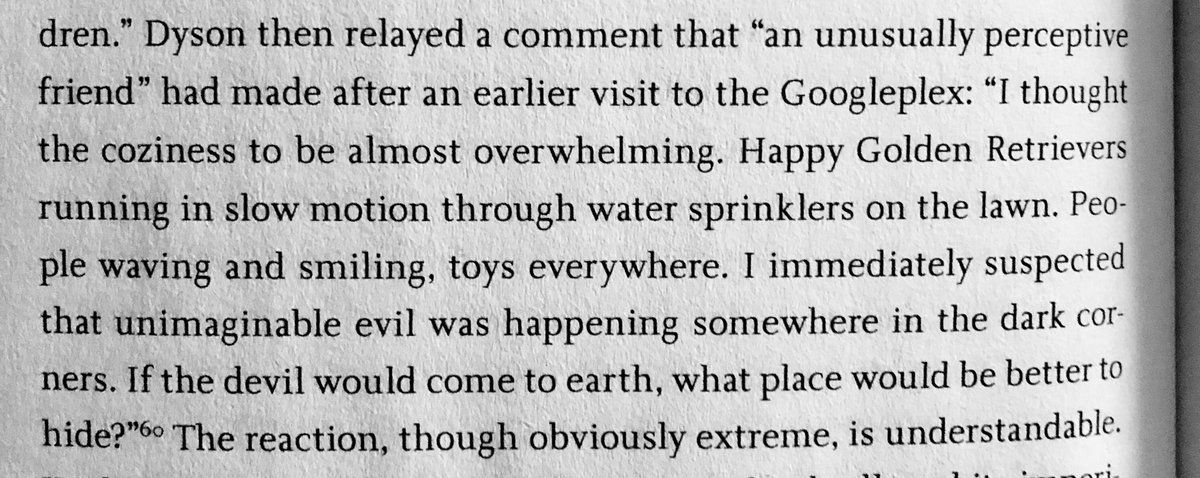 dren.” Dyson then relayed a comment that “an unusually perceptive
friend” had made after an earlier visit to the Googleplex: “I thought
the coziness to be almost overwhelming. Happy Golden Retrievers
running in slow motion through water sprinklers on the lawn. Peo-
ple waving and smiling, toys everywhere. I immediately suspected
that unimaginable evil was happening somewhere in the dark cor-
ners. If the devil would come to earth, what place would be better to
hide?”60 The reaction, though obviously extreme, is understandable.